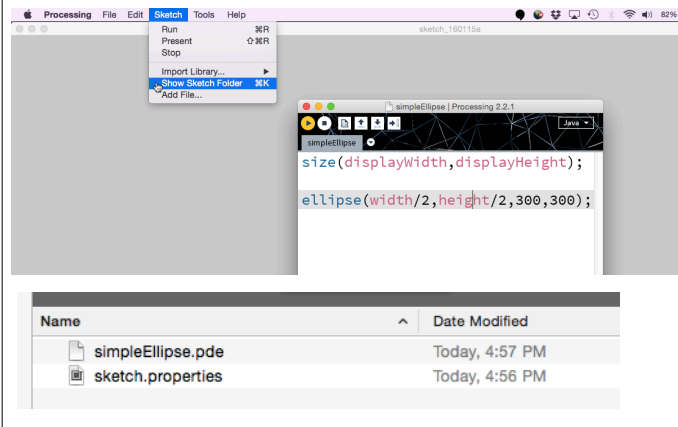 Processing File Edit Sketch Tools Help 82%
sketch_160115a
Run ⌘R
Present ⇧⌘R
Stop
Import Library...
Show Sketch Folder ⌘K
Add File...
simpleEllipse | Processing 2.2.1
Java
simpleEllipse
size(displayWidth,displayHeight);
ellipse(width/2,height/2,300,300);
Name Date Modified
simpleEllipse.pde Today, 4:57 PM
sketch.properties Today, 4:56 PM